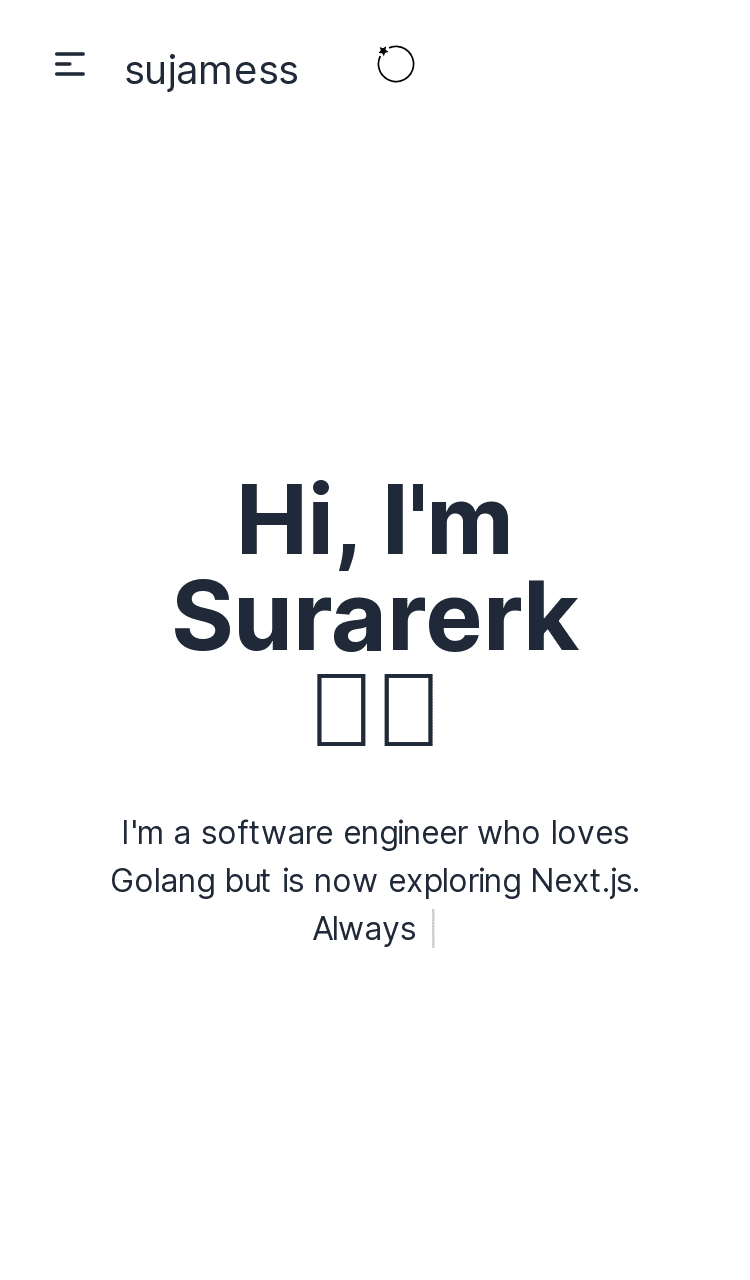 sujamess
Hi, I'm
Surarerk
I'm a software engineer who loves
Golang but is now exploring Next.js.
Always